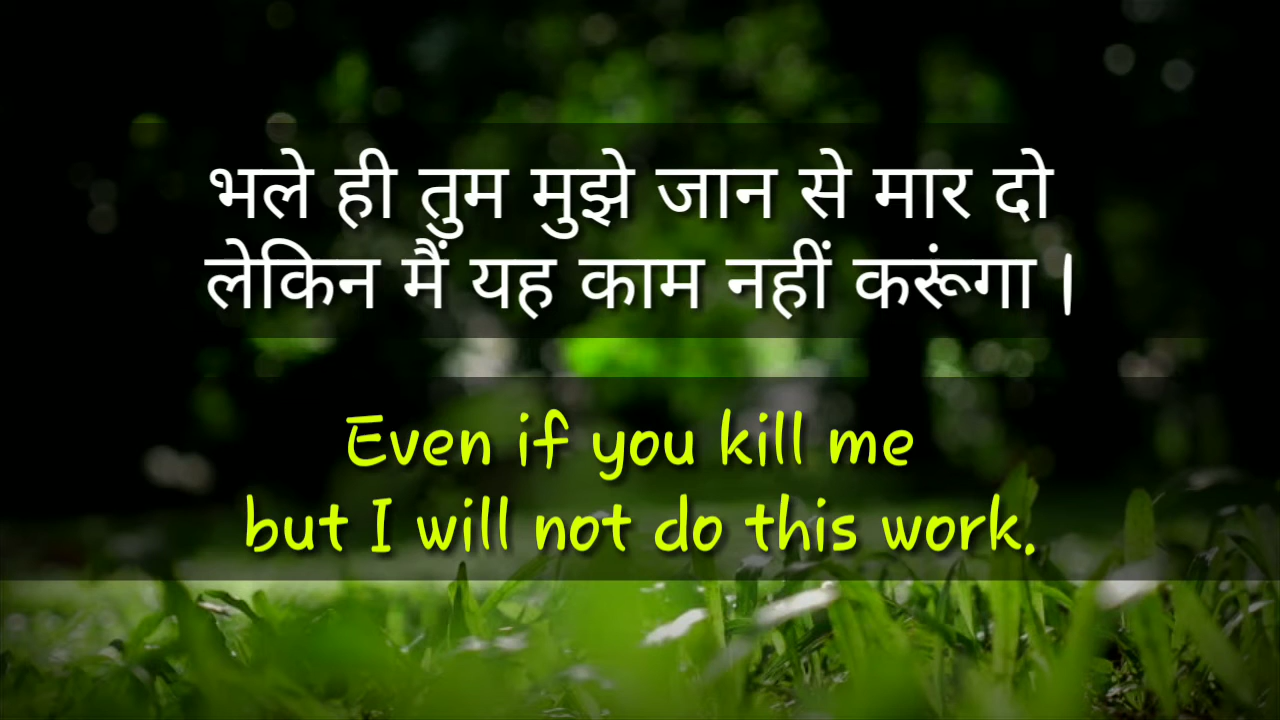 भले ही तुम मुझे जान से मार दो
लेकिन मैं यह काम नहीं करूंगा |
Even if you kill me
but I will not do this work.